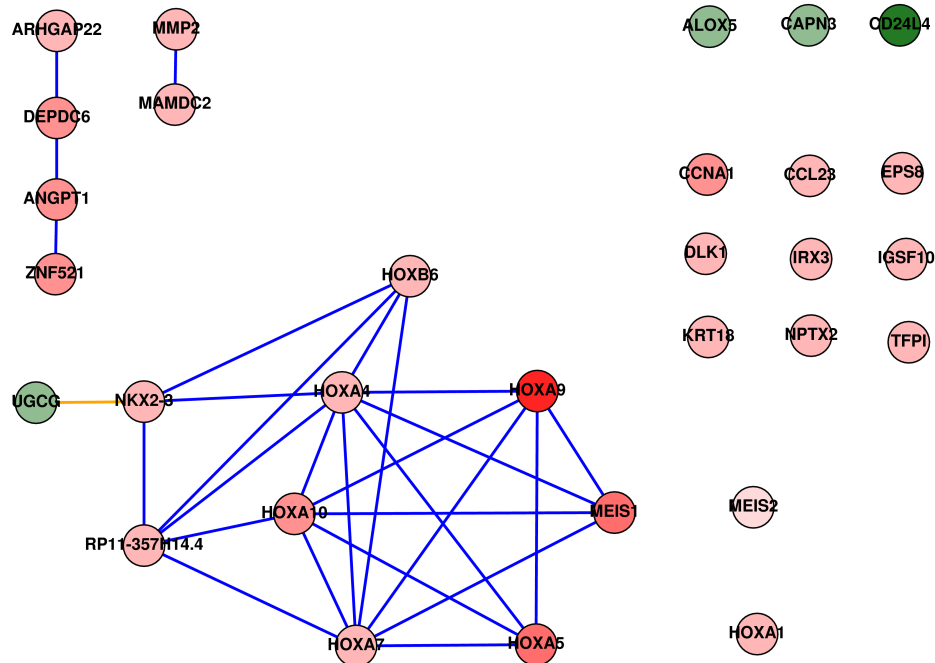 ARHGAP22
MMP2
ALOX5
CAPN3
CD24L4
MAMDC2
DEPDC6
CCNA1
CCL23
EPS8
ANGPT1
DLK1
IRX3
IGSF10
ZNF521
HOXB6
KRT18
NPTX2
TFPI
UGCG
NKX2-3
HOXA4
HOXA9
HOXA10
MEIS1
MEIS2
RP11-357H14.4
HOXA7
HOXA5
HOXA1